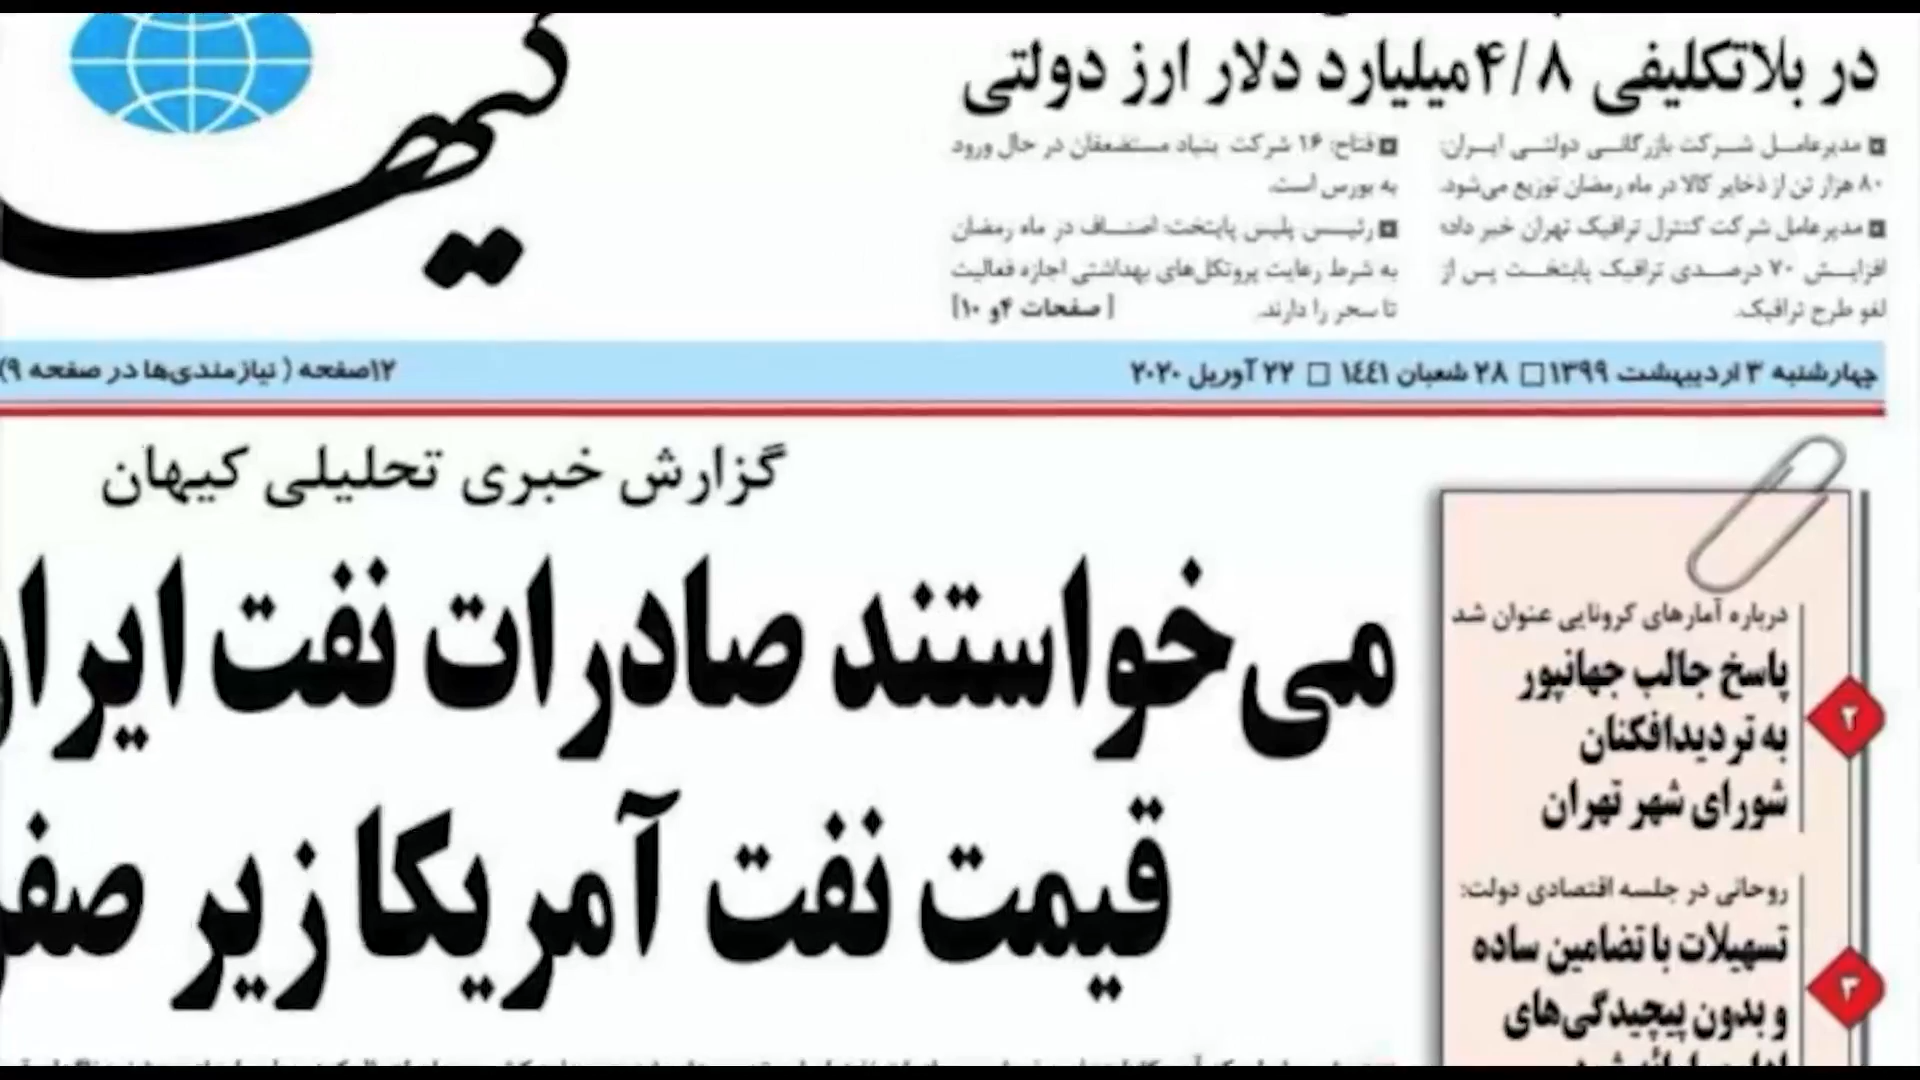 در بلاتکلیفی ۴/۸ میلیارد دلار ارز دولتی
◘ مدیرعامل شرکت بازرگانی دولتی ایران:
۸۰ هزار تن از ذخایر کالا در ماه رمضان توزیع می‌شود.
◘ مدیرعامل شرکت کنترل ترافیک تهران خبر داد؛
افزایش ۷۰ درصدی ترافیک پایتخت پس از
لغو طرح ترافیک.
◘ فتاح: ۱۶ شرکت بنیاد مستضعفان در حال ورود
به بورس است.
◘ رئیس پلیس پایتخت: اصناف در ماه رمضان
به شرط رعایت پروتکل‌های بهداشتی اجازه فعالیت
تا سحر را دارند. [صفحات ۴ و ۱۰]
چهارشنبه ۳ اردیبهشت ۱۳۹۹ □ ۲۸ شعبان ۱٤٤۱ □ ۲۲ آوریل ۲۰۲۰
۱۲ صفحه ( نیازمندی‌ها در صفحه ۹)
گزارش خبری تحلیلی کیهان
می‌خواستند صادرات نفت
قیمت نفت آمریکا زیر
درباره آمارهای کرونایی عنوان شد
پاسخ جالب جهانپور
به تردیدافکنان
شورای شهر تهران
۲
روحانی در جلسه اقتصادی دولت:
تسهیلات با تضامین ساده
و بدون پیچیدگی‌های
۳